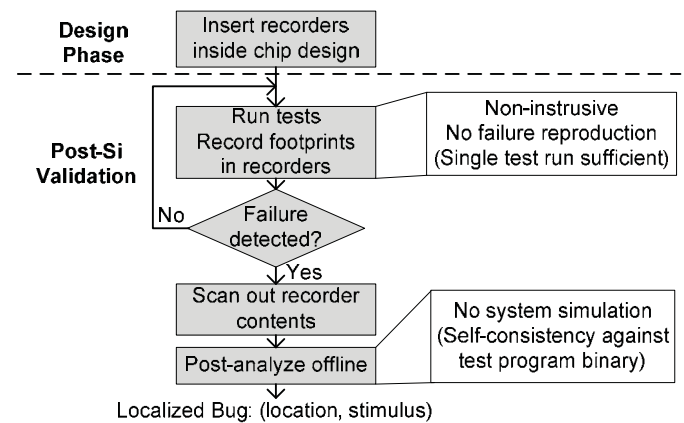 Design
Phase
Insert recorders
inside chip design
Post-Si
Validation
Run tests
Record footprints
in recorders
Non-instrusive
No failure reproduction
(Single test run sufficient)
No
Failure
detected?
Yes
Scan out recorder
contents
No system simulation
(Self-consistency against
test program binary)
Post-analyze offline
Localized Bug: (location, stimulus)